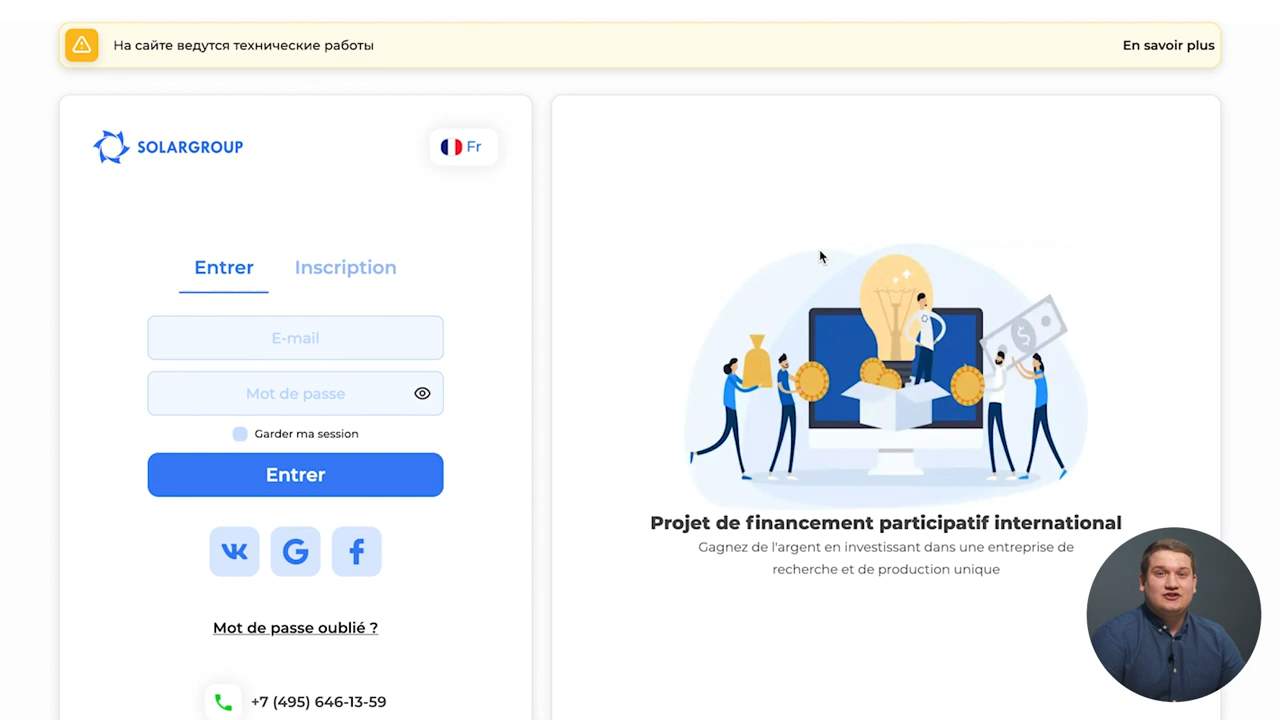 На сайте ведутся технические работы
En savoir plus
SOLARGROUP
Fr
Entrer
Inscription
E-mail
Mot de passe
Garder ma session
Entrer
Mot de passe oublié ?
+7 (495) 646-13-59
Projet de financement participatif international
Gagnez de l'argent en investissant dans une entreprise de
recherche et de production unique